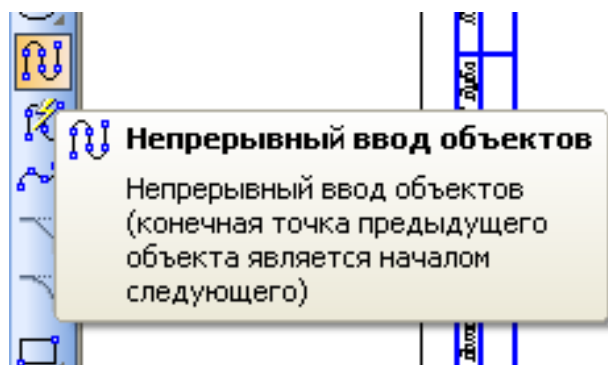 Непрерывный ввод объектов
Непрерывный ввод объектов
(конечная точка предыдущего
объекта является началом
следующего)